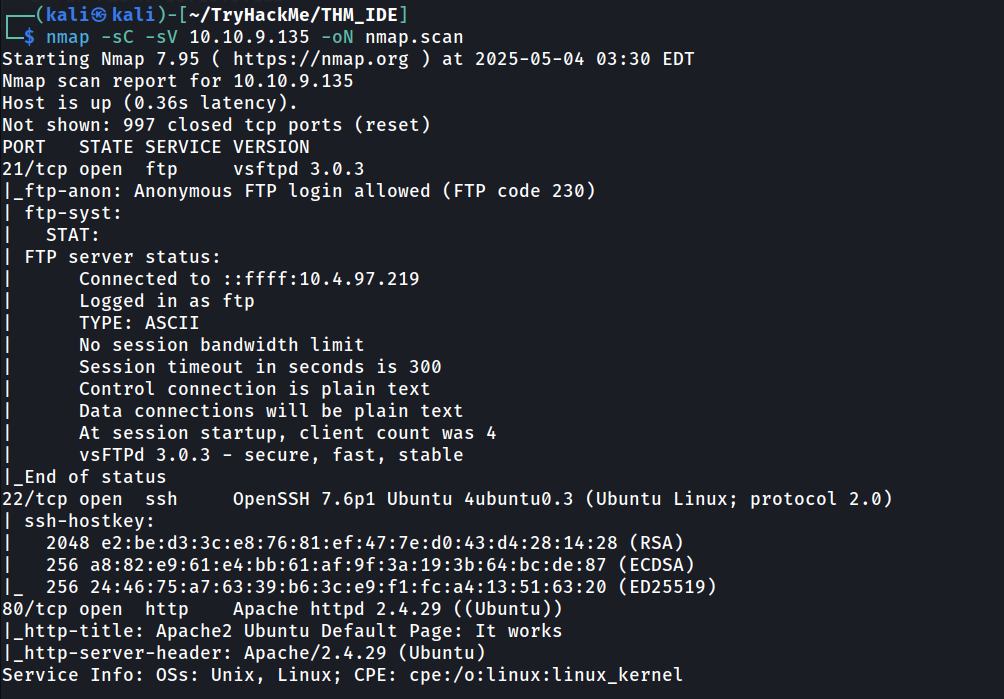 ┌──(kali㉿kali)-[~/TryHackMe/THM_IDE]
└─$ nmap -sC -sV 10.10.9.135 -oN nmap.scan
Starting Nmap 7.95 ( https://nmap.org ) at 2025-05-04 03:30 EDT
Nmap scan report for 10.10.9.135
Host is up (0.36s latency).
Not shown: 997 closed tcp ports (reset)
PORT   STATE SERVICE VERSION
21/tcp open  ftp     vsftpd 3.0.3
|_ftp-anon: Anonymous FTP login allowed (FTP code 230)
| ftp-syst:
|   STAT:
| FTP server status:
|      Connected to ::ffff:10.4.97.219
|      Logged in as ftp
|      TYPE: ASCII
|      No session bandwidth limit
|      Session timeout in seconds is 300
|      Control connection is plain text
|      Data connections will be plain text
|      At session startup, client count was 4
|      vsFTPd 3.0.3 - secure, fast, stable
|_End of status
22/tcp open  ssh     OpenSSH 7.6p1 Ubuntu 4ubuntu0.3 (Ubuntu Linux; protocol 2.0)
| ssh-hostkey:
|   2048 e2:be:d3:3c:e8:76:81:ef:47:7e:d0:43:d4:28:14:28 (RSA)
|   256 a8:82:e9:61:e4:bb:61:af:9f:3a:19:3b:64:bc:de:87 (ECDSA)
|_  256 24:46:75:a7:63:39:b6:3c:e9:f1:fc:a4:13:51:63:20 (ED25519)
80/tcp open  http    Apache httpd 2.4.29 ((Ubuntu))
|_http-title: Apache2 Ubuntu Default Page: It works
|_http-server-header: Apache/2.4.29 (Ubuntu)
Service Info: OSs: Unix, Linux; CPE: cpe:/o:linux:linux_kernel